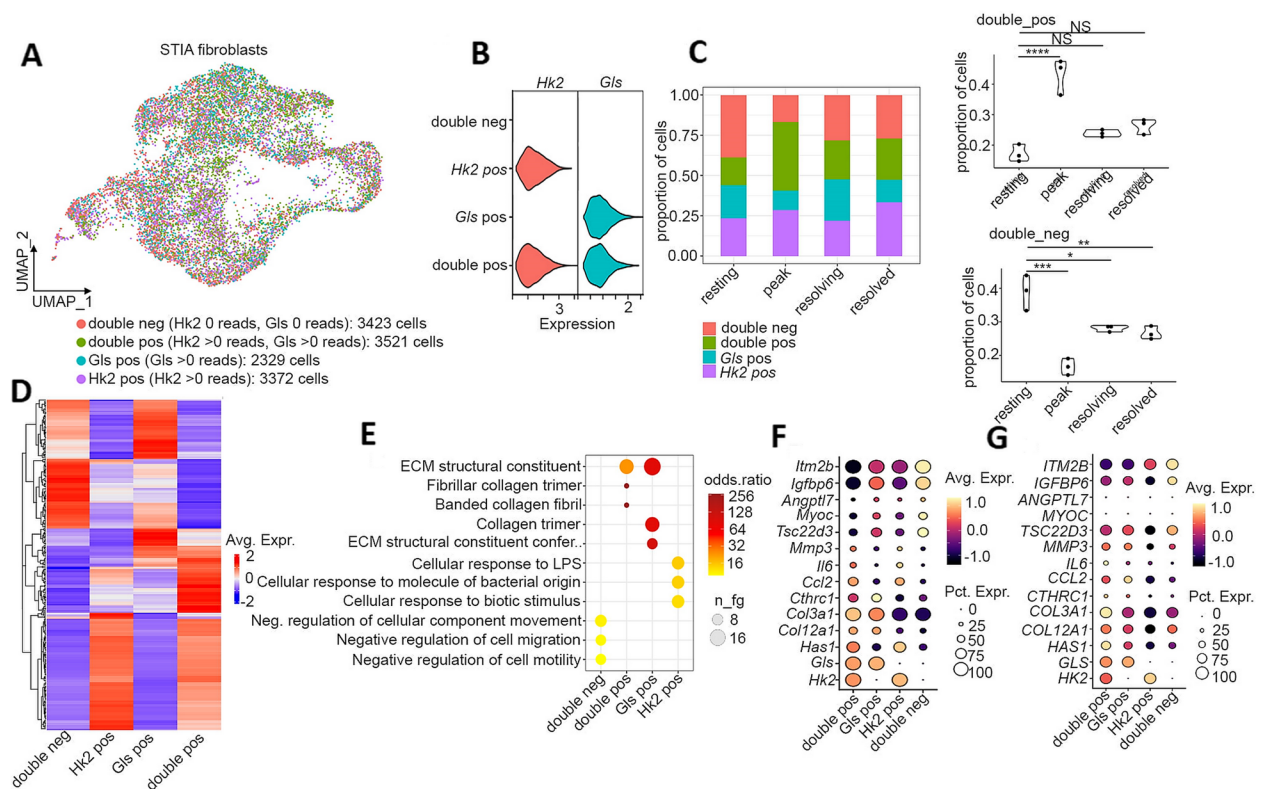 A
STIA fibroblasts
UMAP_2
UMAP_1
double neg (Hk2 0 reads, Gls 0 reads): 3423 cells
double pos (Hk2 >0 reads, Gls >0 reads): 3521 cells
Gls pos (Gls >0 reads): 2329 cells
Hk2 pos (Hk2 >0 reads): 3372 cells
B
Hk2 Gls
double neg
Hk2 pos
Gls pos
double pos
3 2
Expression
C
proportion of cells
1.00
0.75
0.50
0.25
0.00
resting peak resolving resolved
double neg
double pos
Gls pos
Hk2 pos
double_pos
NS
NS
****
proportion of cells
0.4
0.3
0.2
resting peak resolving resolved
double_neg
**
*
***
proportion of cells
0.4
0.3
0.2
resting peak resolving resolved
D
Avg. Expr.
2
0
-2
double neg Hk2 pos Gls pos double pos
E
ECM structural constituent
Fibrillar collagen trimer
Banded collagen fibril
Collagen trimer
ECM structural constituent confer..
Cellular response to LPS
Cellular response to molecule of bacterial origin
Cellular response to biotic stimulus
Neg. regulation of cellular component movement
Negative regulation of cell migration
Negative regulation of cell motility
double neg double pos Gls pos Hk2 pos
odds.ratio
256
128
64
32
16
n_fg
8
16
F
Itm2b
Igfbp6
Angptl7
Myoc
Tsc22d3
Mmp3
Il6
Ccl2
Cthrc1
Col3a1
Col12a1
Has1
Gls
Hk2
double pos Gls pos Hk2 pos double neg
Avg. Expr.
1.0
0.0
-1.0
Pct. Expr.
0
25
50
75
100
G
ITM2B
IGFBP6
ANGPTL7
MYOC
TSC22D3
MMP3
IL6
CCL2
CTHRC1
COL3A1
COL12A1
HAS1
GLS
HK2
double pos Gls pos Hk2 pos double neg
Avg. Expr.
1.0
0.0
-1.0
Pct. Expr.
0
25
50
75
100